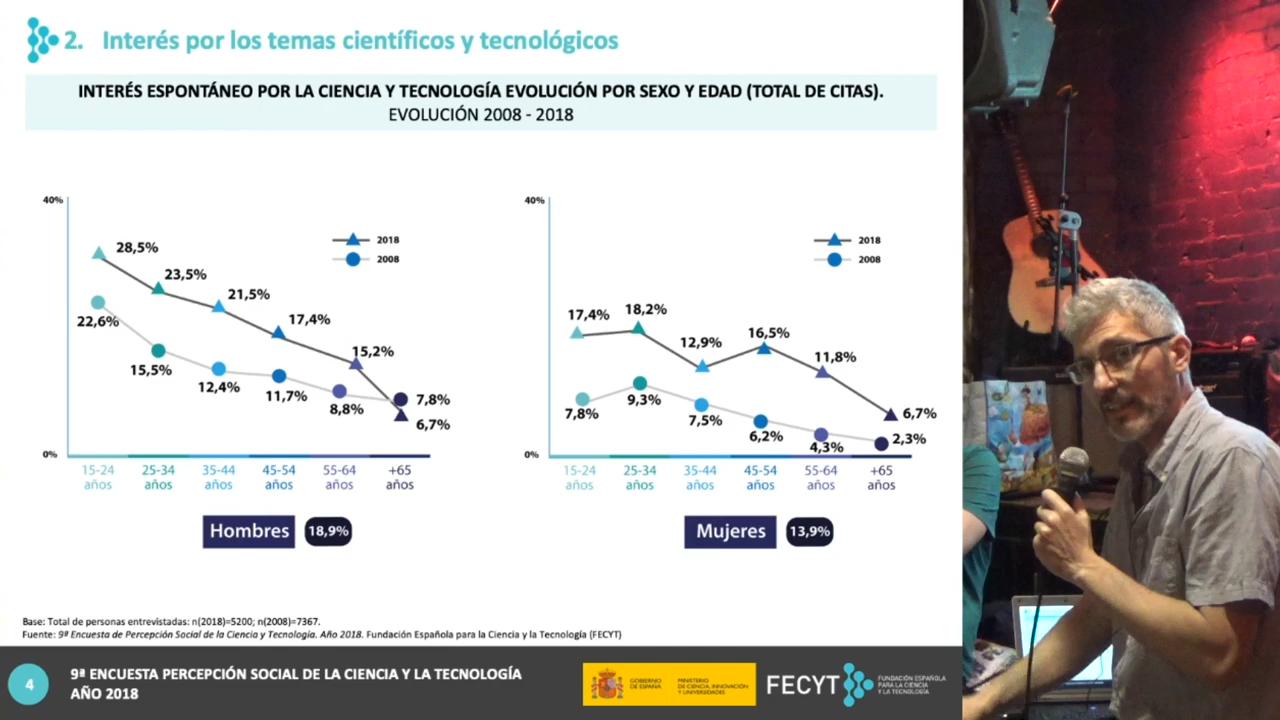 2. Interés por los temas científicos y tecnológicos
INTERÉS ESPONTÁNEO POR LA CIENCIA Y TECNOLOGÍA EVOLUCIÓN POR SEXO Y EDAD (TOTAL DE CITAS).
EVOLUCIÓN 2008 - 2018
40%
2018
2008
28,5%
23,5%
21,5%
17,4%
15,2%
22,6%
15,5%
12,4%
11,7%
8,8%
7,8%
6,7%
0%
15-24 años
25-34 años
35-44 años
45-54 años
55-64 años
+65 años
Hombres 18,9%
40%
2018
2008
17,4%
18,2%
12,9%
16,5%
11,8%
6,7%
7,8%
9,3%
7,5%
6,2%
4,3%
2,3%
0%
15-24 años
25-34 años
35-44 años
45-54 años
55-64 años
+65 años
Mujeres 13,9%
Base: Total de personas entrevistadas: n(2018)=5200; n(2008)=7367.
Fuente: 9ª Encuesta de Percepción Social de la Ciencia y Tecnología. Año 2018. Fundación Española para la Ciencia y la Tecnología (FECYT)
4
9ª ENCUESTA PERCEPCIÓN SOCIAL DE LA CIENCIA Y LA TECNOLOGÍA
AÑO 2018
GOBIERNO
DE ESPAÑA
MINISTERIO
DE CIENCIA, INNOVACIÓN
Y UNIVERSIDADES
FECYT
FUNDACIÓN ESPAÑOLA
PARA LA CIENCIA
Y LA TECNOLOGÍA